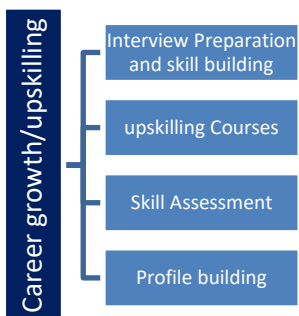 Career growth/upskilling
Interview Preparation
and skill building
upskilling Courses
Skill Assessment
Profile building